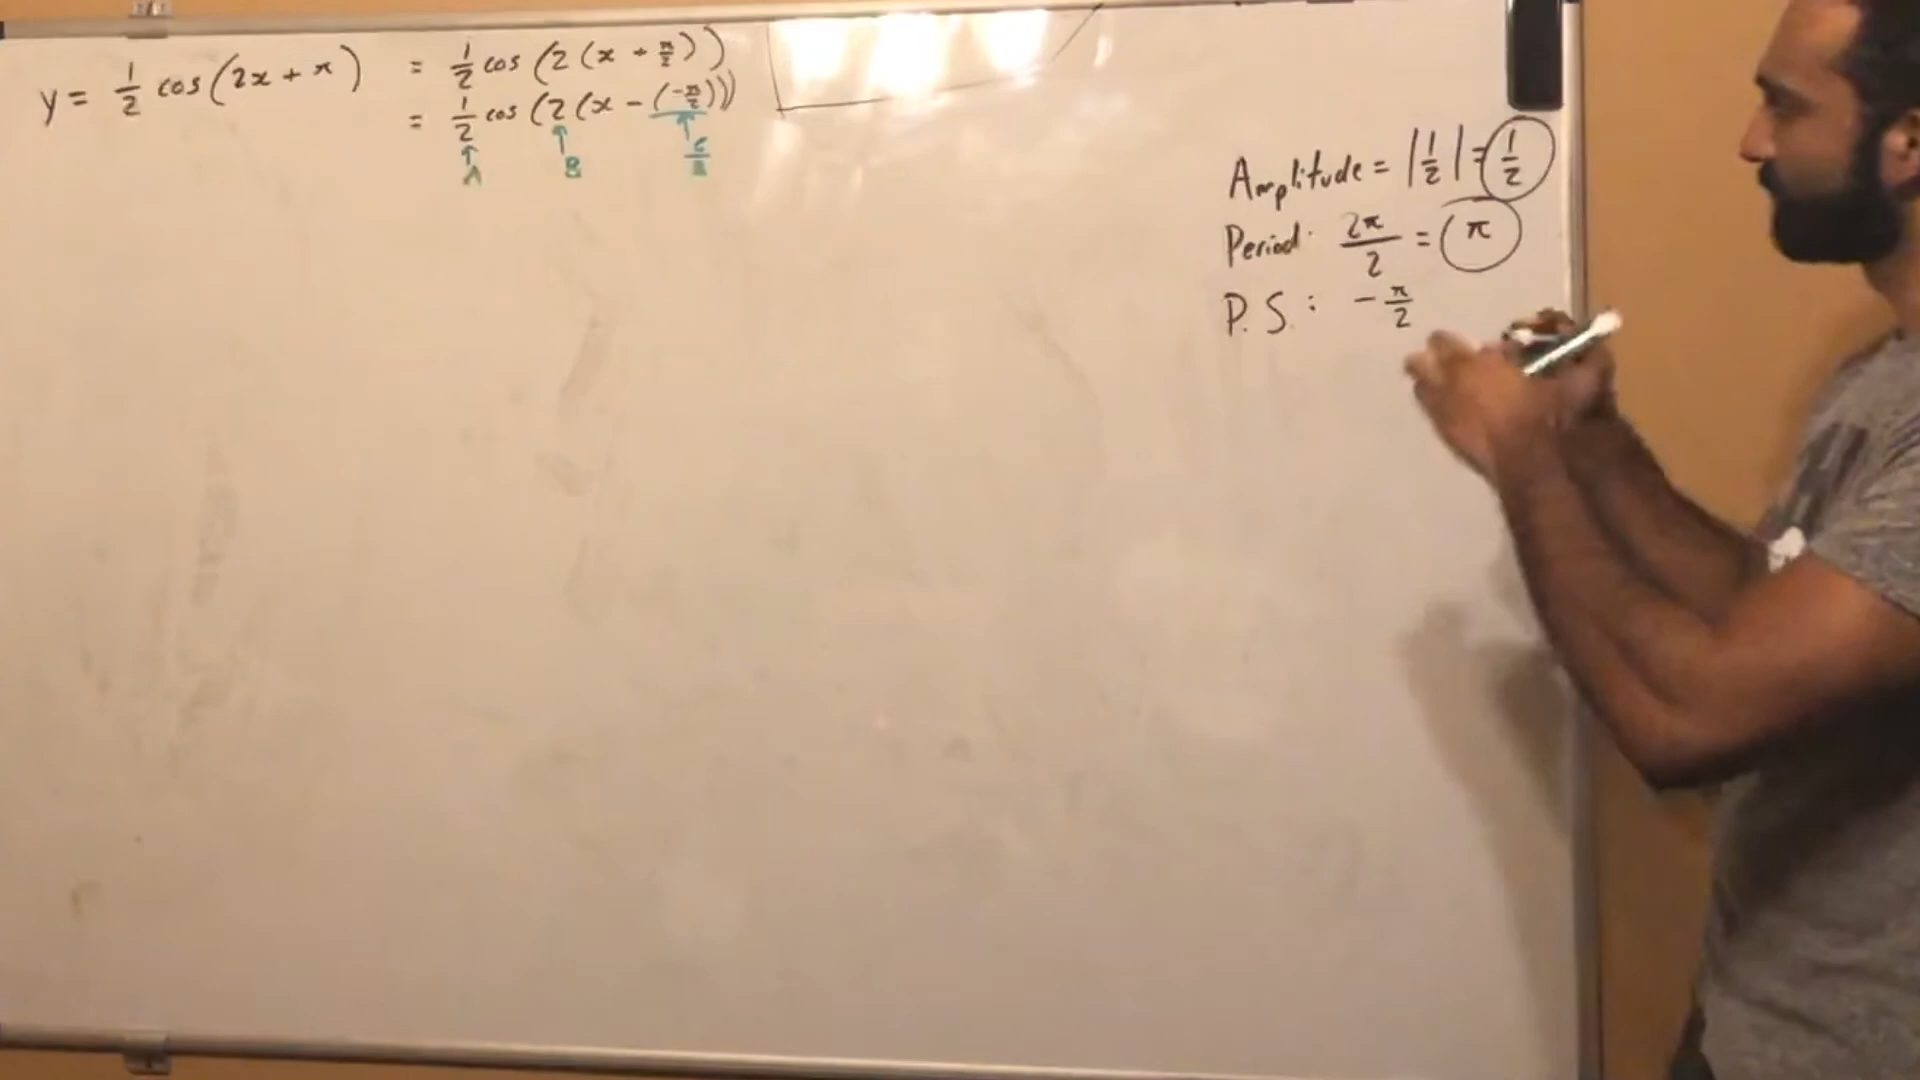 y = 1/2 cos(2x + π) = 1/2 cos(2(x + π/2))
= 1/2 cos(2(x - (-π/2)))
A B C/B
Amplitude = |1/2| = 1/2
Period: 2π/2 = π
P.S.: -π/2